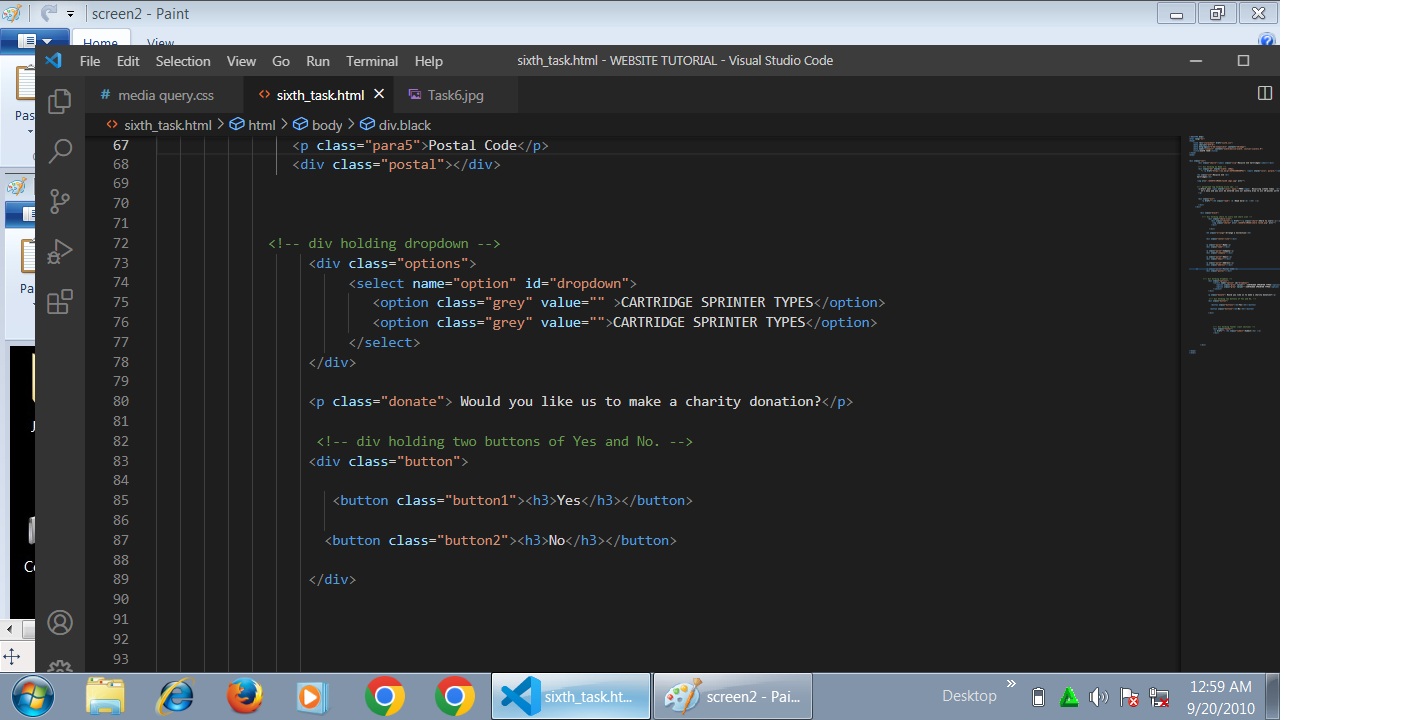 screen2 - Paint
Home View
File Edit Selection View Go Run Terminal Help sixth_task.html - WEBSITE TUTORIAL - Visual Studio Code
# media query.css <> sixth_task.html × Task6.jpg
<> sixth_task.html > html > body > div.black
67 <p class="para5">Postal Code</p>
68 <div class="postal"></div>
69
70
71
72 <!-- div holding dropdown -->
73 <div class="options">
74 <select name="option" id="dropdown">
75 <option class="grey" value="" >CARTRIDGE SPRINTER TYPES</option>
76 <option class="grey" value="">CARTRIDGE SPRINTER TYPES</option>
77 </select>
78 </div>
79
80 <p class="donate"> Would you like us to make a charity donation?</p>
81
82 <!-- div holding two buttons of Yes and No. -->
83 <div class="button">
84
85 <button class="button1"><h3>Yes</h3></button>
86
87 <button class="button2"><h3>No</h3></button>
88
89 </div>
90
91
92
93
Pas
Pa
J
Co
sixth_task.ht...
screen2 - Pai...
Desktop »
12:59 AM
9/20/2010